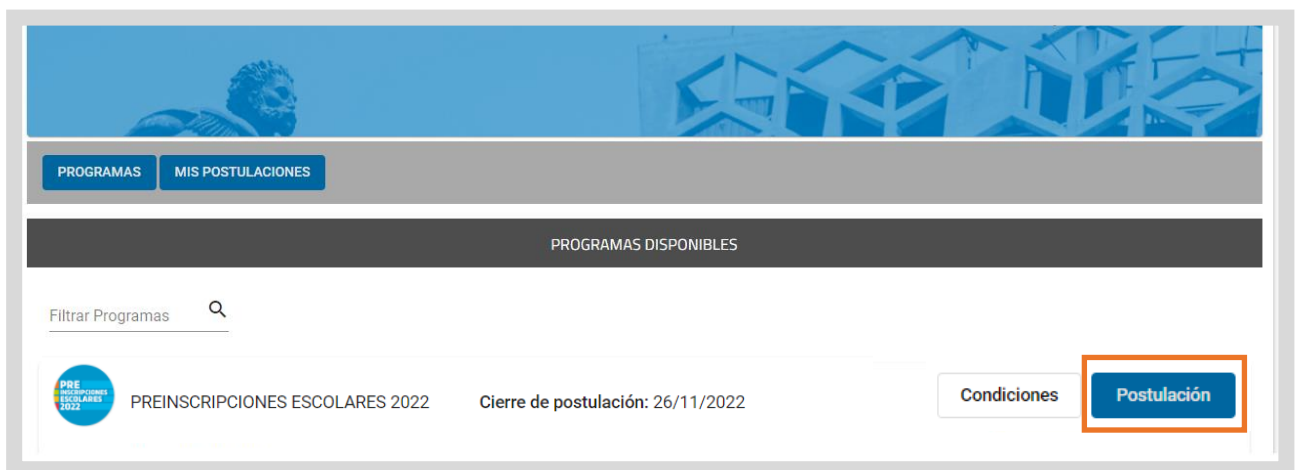 PROGRAMAS MIS POSTULACIONES
PROGRAMAS DISPONIBLES
Filtrar Programas
PRE
INSCRIPCIONES
ESCOLARES
2022
PREINSCRIPCIONES ESCOLARES 2022 Cierre de postulación: 26/11/2022 Condiciones Postulación